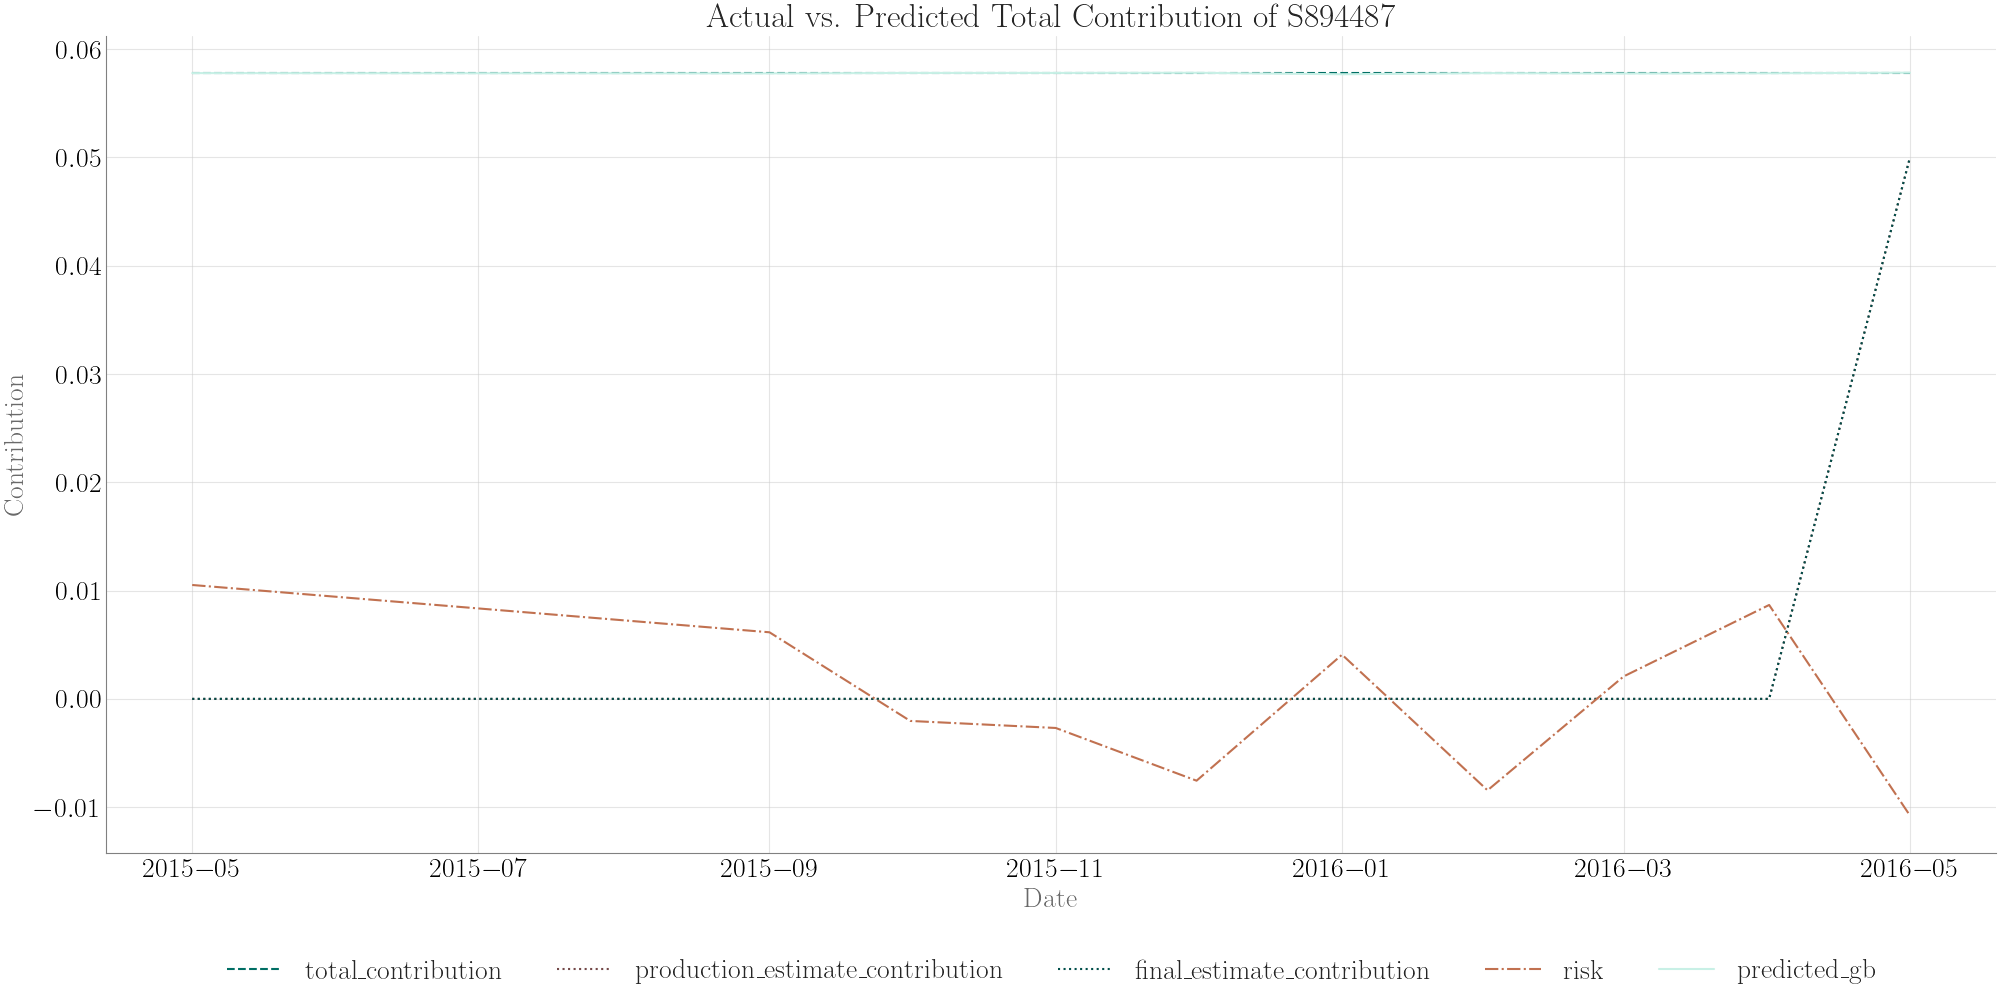 Actual vs. Predicted Total Contribution of S894487
0.06
0.05
0.04
0.03
0.02
0.01
0.00
−0.01
Contribution
2015−05 2015−07 2015−09 2015−11 2016−01 2016−03 2016−05
Date
total_contribution production_estimate_contribution final_estimate_contribution risk predicted_gb